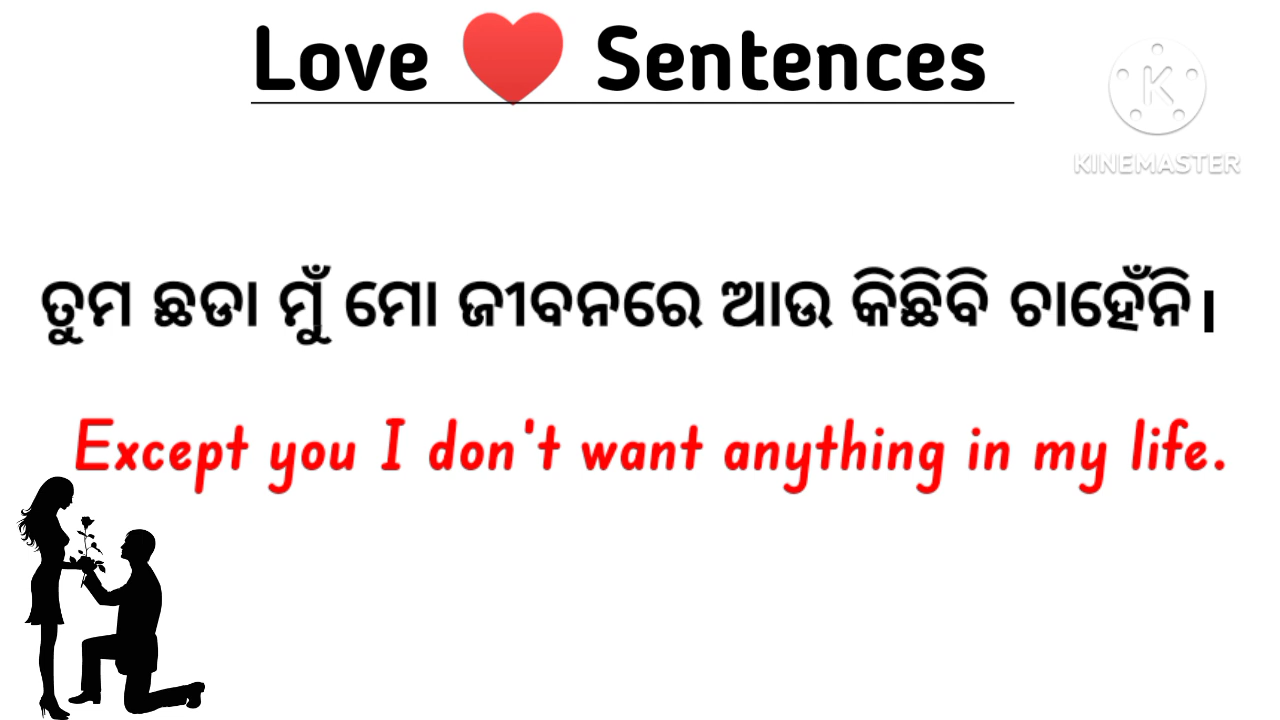 Love ❤ Sentences
KINEMASTER
ତୁମ ଛଡା ମୁଁ ମୋ ଜୀବନରେ ଆଉ କିଛିବି ଚାହେଁନି।
Except you I don't want anything in my life.